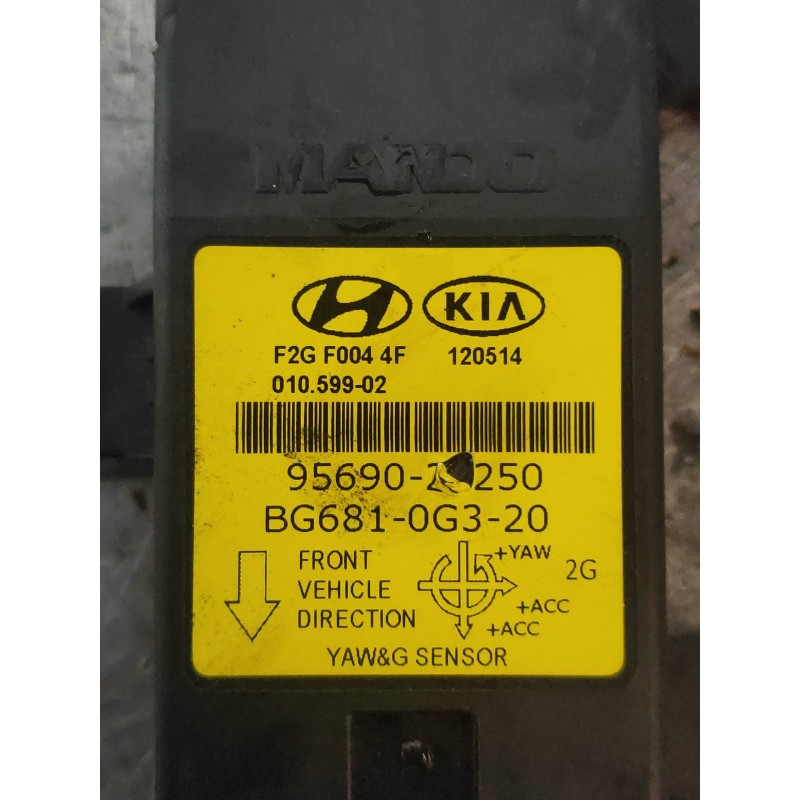 MANDO
KIA
F2G F004 4F 120514
010.599-02
BG681-0G3-20
FRONT
VEHICLE
DIRECTION
+YAW
2G
+ACC
+ACC
YAW&G SENSOR